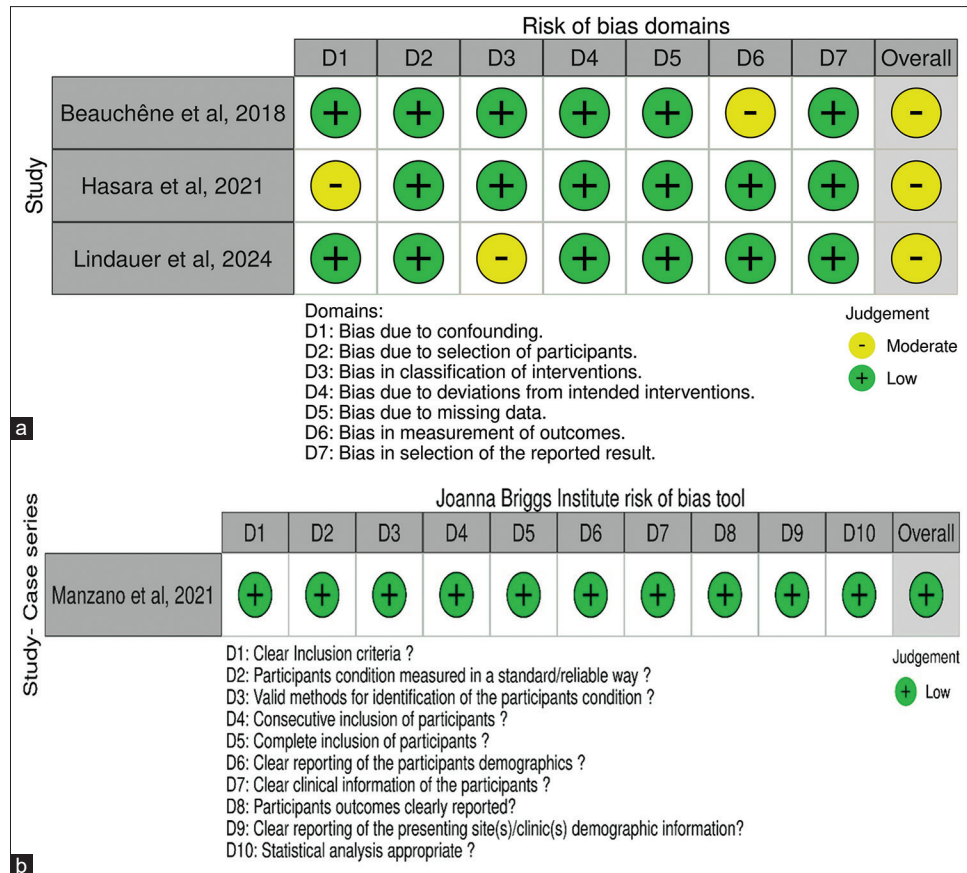 Risk of bias domains
D1 D2 D3 D4 D5 D6 D7 Overall
Study
Beauchêne et al, 2018 + + + + + - + -
Hasara et al, 2021 - + + + + + + -
Lindauer et al, 2024 + + - + + + + -
Domains:
D1: Bias due to confounding.
D2: Bias due to selection of participants.
D3: Bias in classification of interventions.
D4: Bias due to deviations from intended interventions.
D5: Bias due to missing data.
D6: Bias in measurement of outcomes.
D7: Bias in selection of the reported result.
Judgement
- Moderate
+ Low
a
Joanna Briggs Institute risk of bias tool
D1 D2 D3 D4 D5 D6 D7 D8 D9 D10 Overall
Study- Case series
Manzano et al, 2021 + + + + + + + + + + +
D1: Clear Inclusion criteria ?
D2: Participants condition measured in a standard/reliable way ?
D3: Valid methods for identification of the participants condition ?
D4: Consecutive inclusion of participants ?
D5: Complete inclusion of participants ?
D6: Clear reporting of the participants demographics ?
D7: Clear clinical information of the participants ?
D8: Participants outcomes clearly reported?
D9: Clear reporting of the presenting site(s)/clinic(s) demographic information?
D10: Statistical analysis appropriate ?
Judgement
+ Low
b